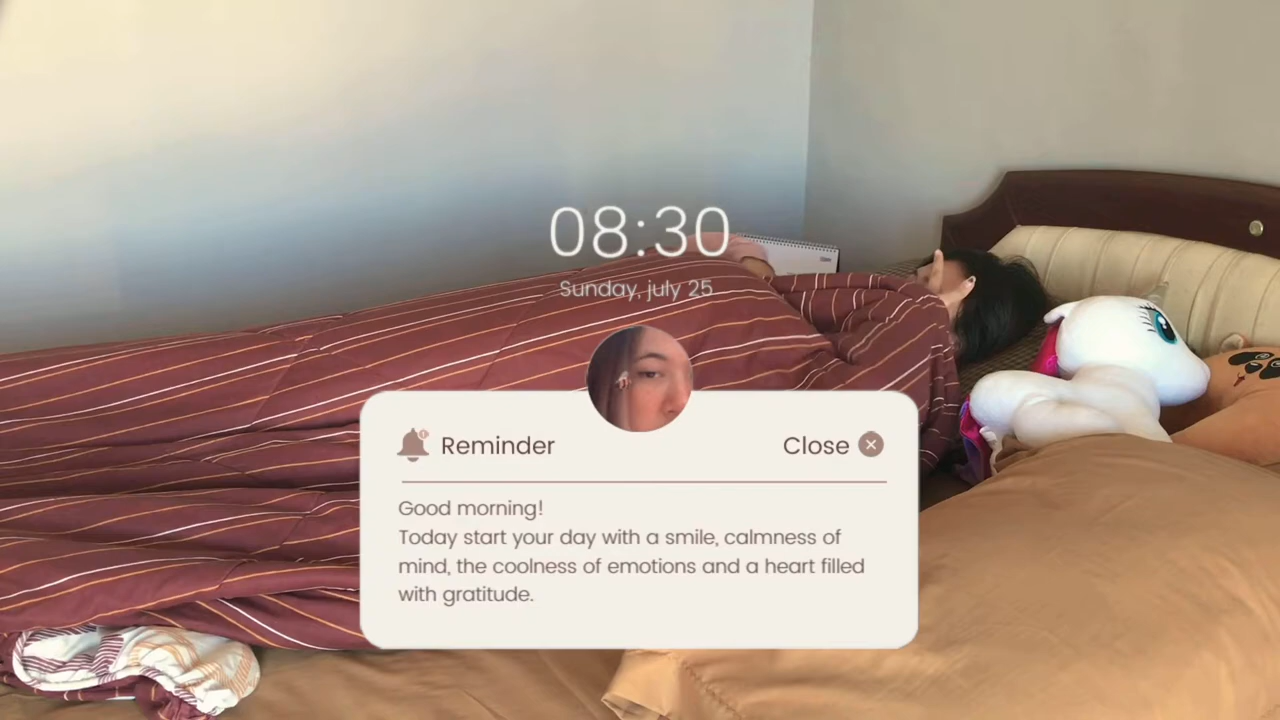 08:30
Sunday, july 25
Reminder
Close
Good morning!
Today start your day with a smile, calmness of
mind, the coolness of emotions and a heart filled
with gratitude.